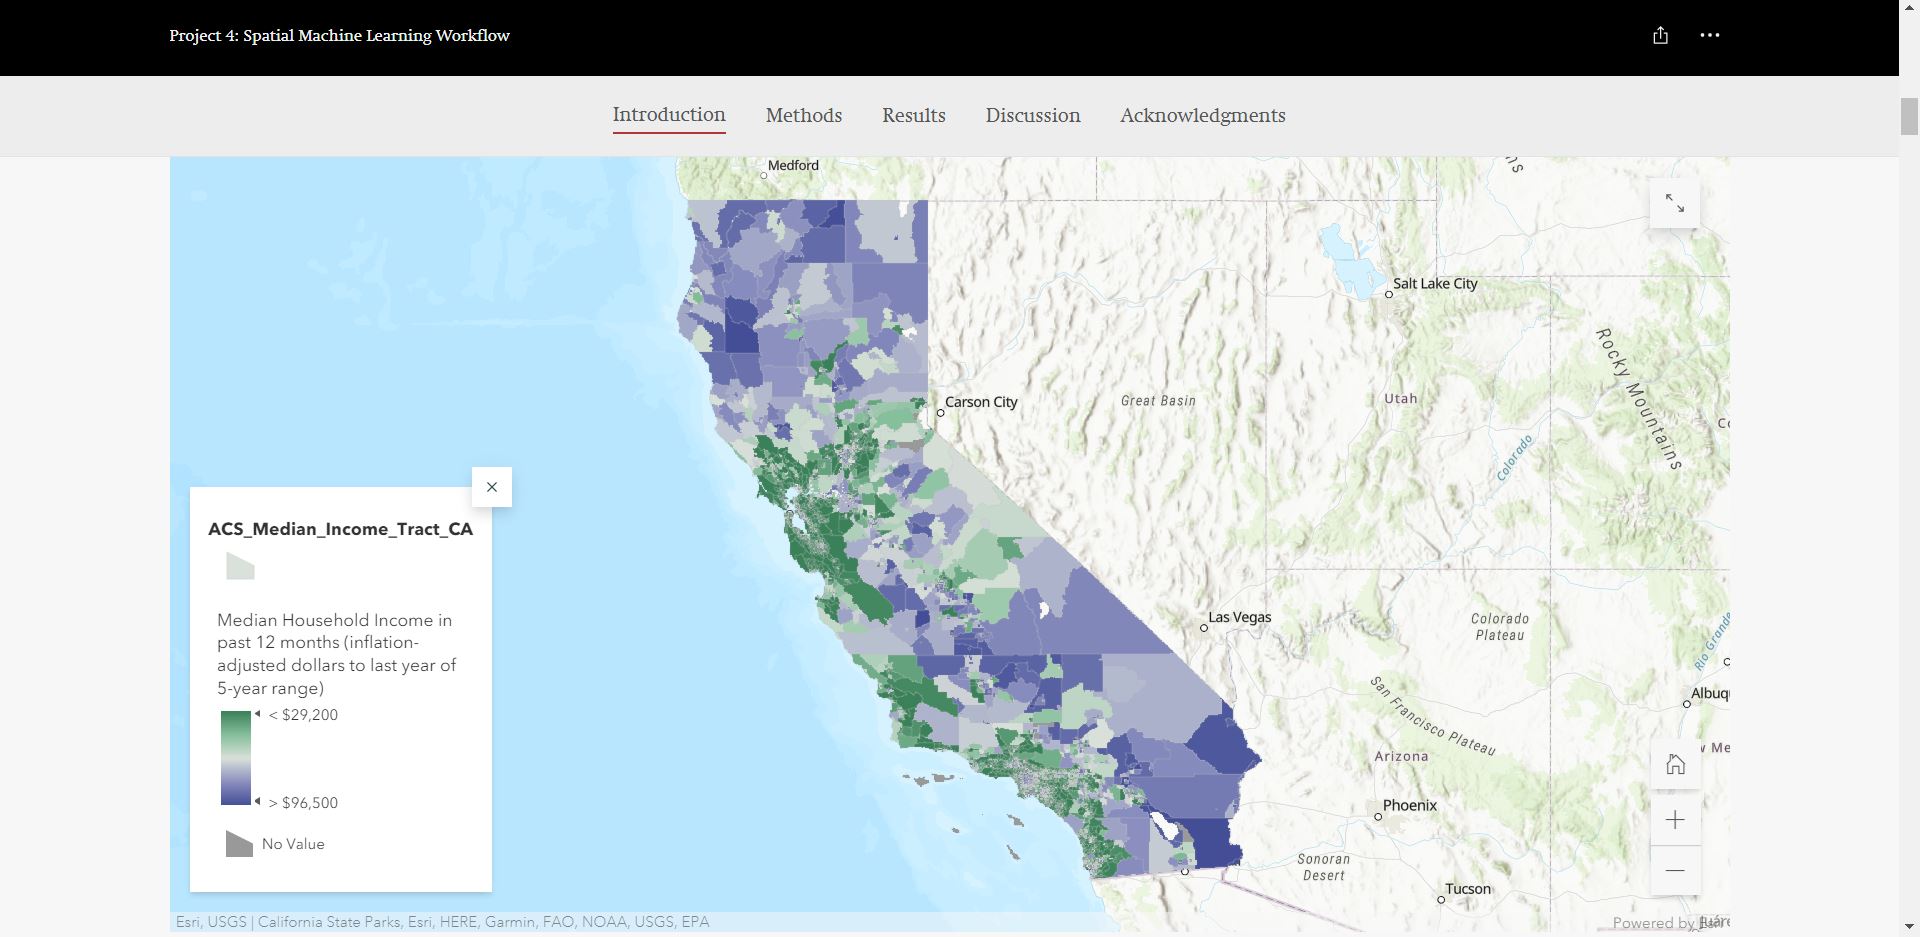 Project 4: Spatial Machine Learning Workflow
Introduction
Methods
Results
Discussion
Acknowledgments
Medford
Salt Lake City
Rocky Mountains
Carson City
Great Basin
Utah
Colorado
ACS_Median_Income_Tract_CA
Median Household Income in
past 12 months (inflation-
adjusted dollars to last year of
5-year range)
< $29,200
> $96,500
No Value
Las Vegas
Colorado
Plateau
Rio Grande
Albuq
San Francisco Plateau
Arizona
w Me
Phoenix
Sonoran
Desert
Tucson
Esri, USGS | California State Parks, Esri, HERE, Garmin, FAO, NOAA, USGS, EPA
Powered by Esri